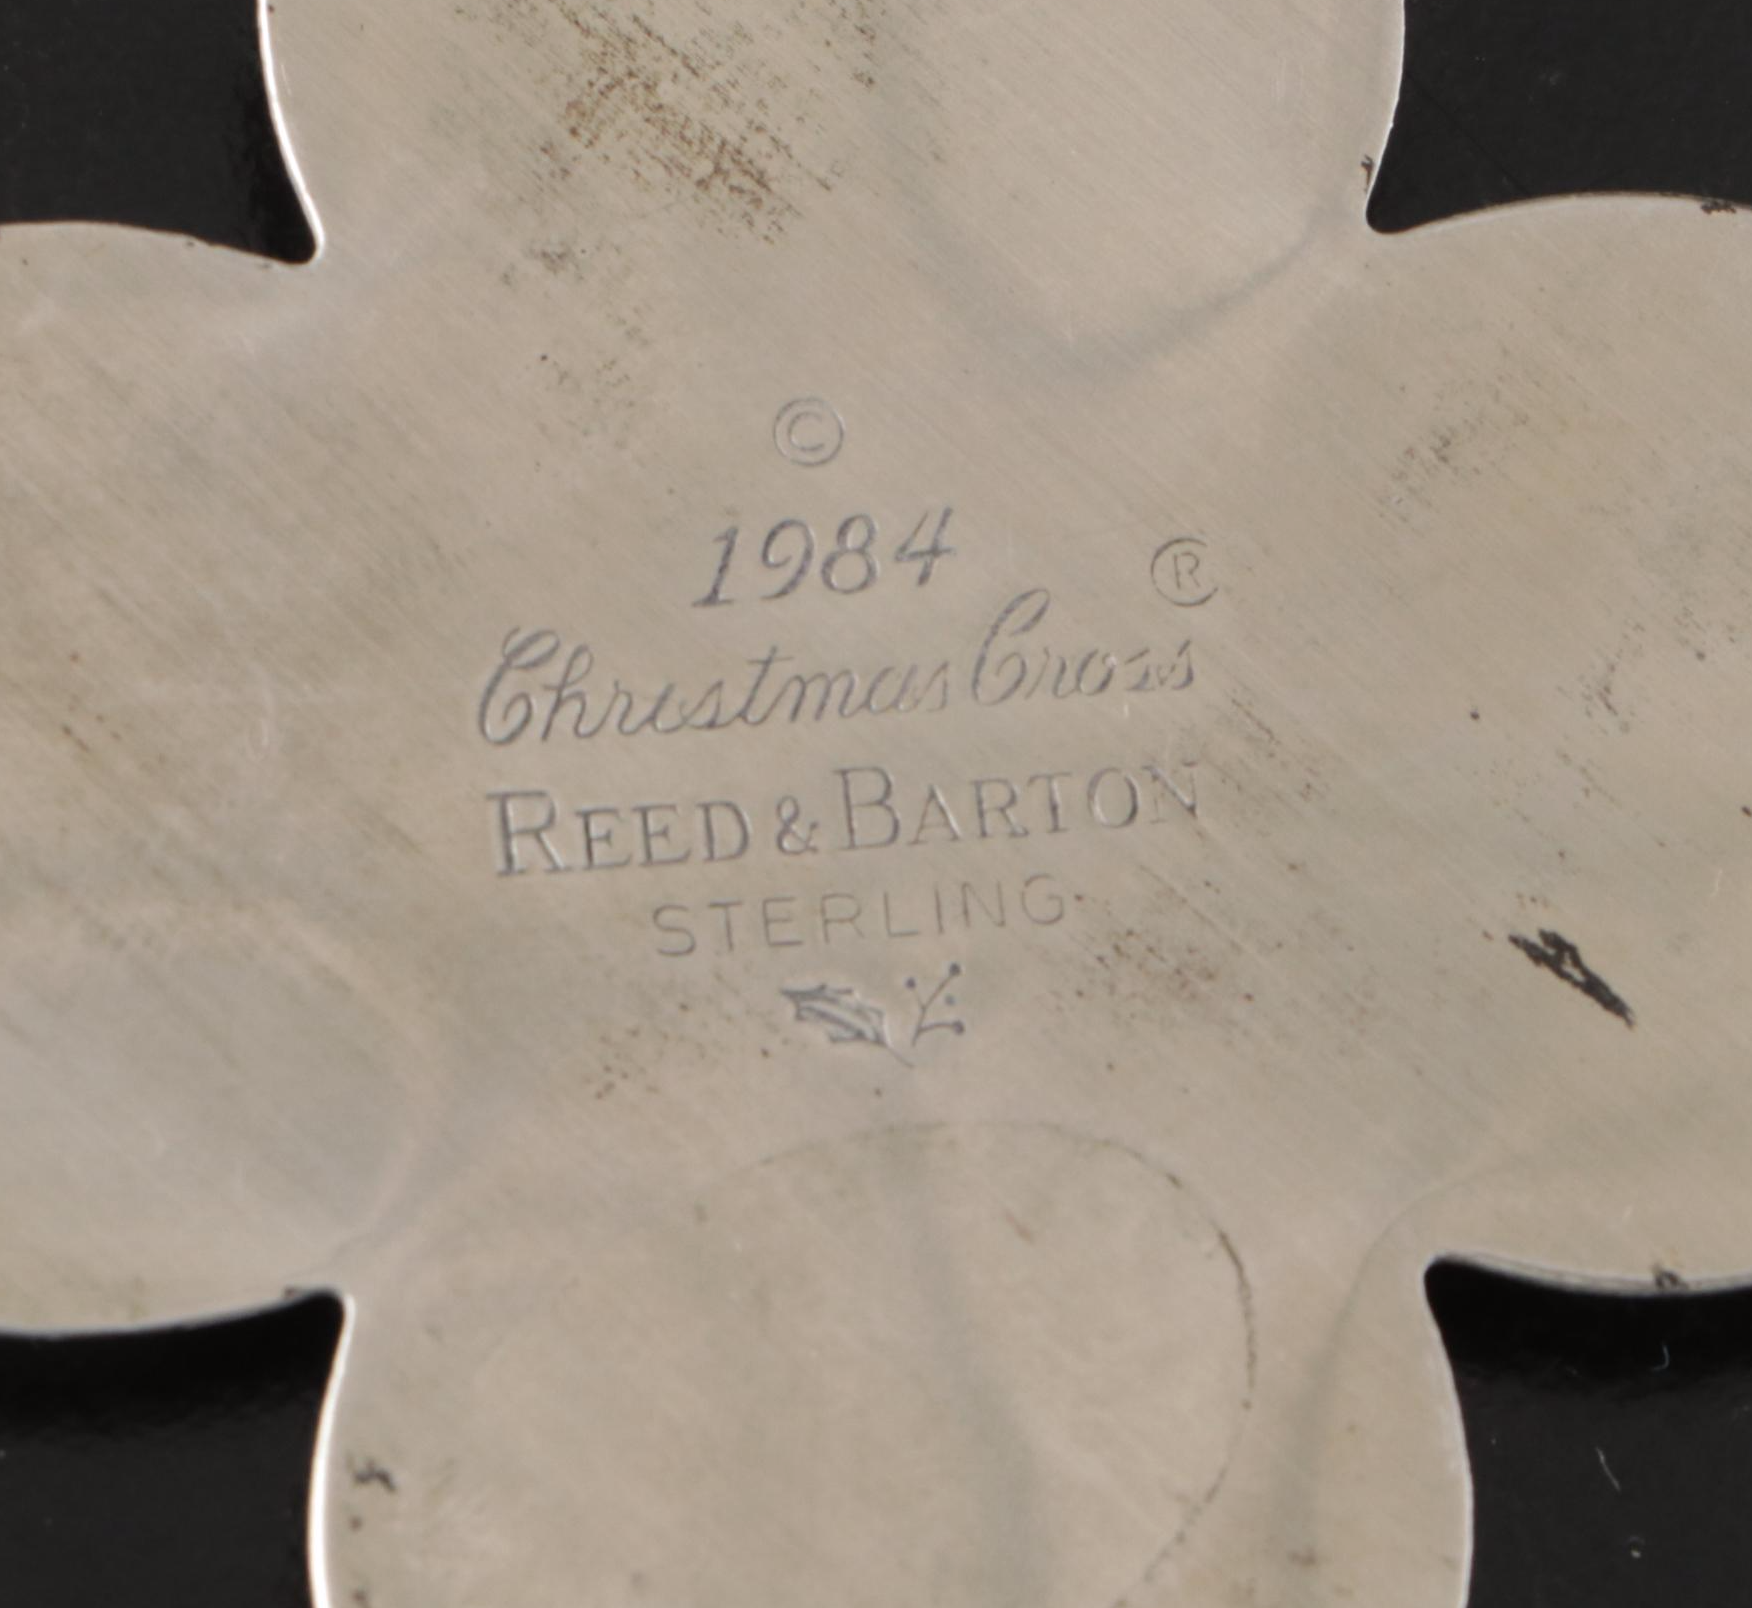 ©
1984
Christmas Cross ®
REED & BARTON
STERLING